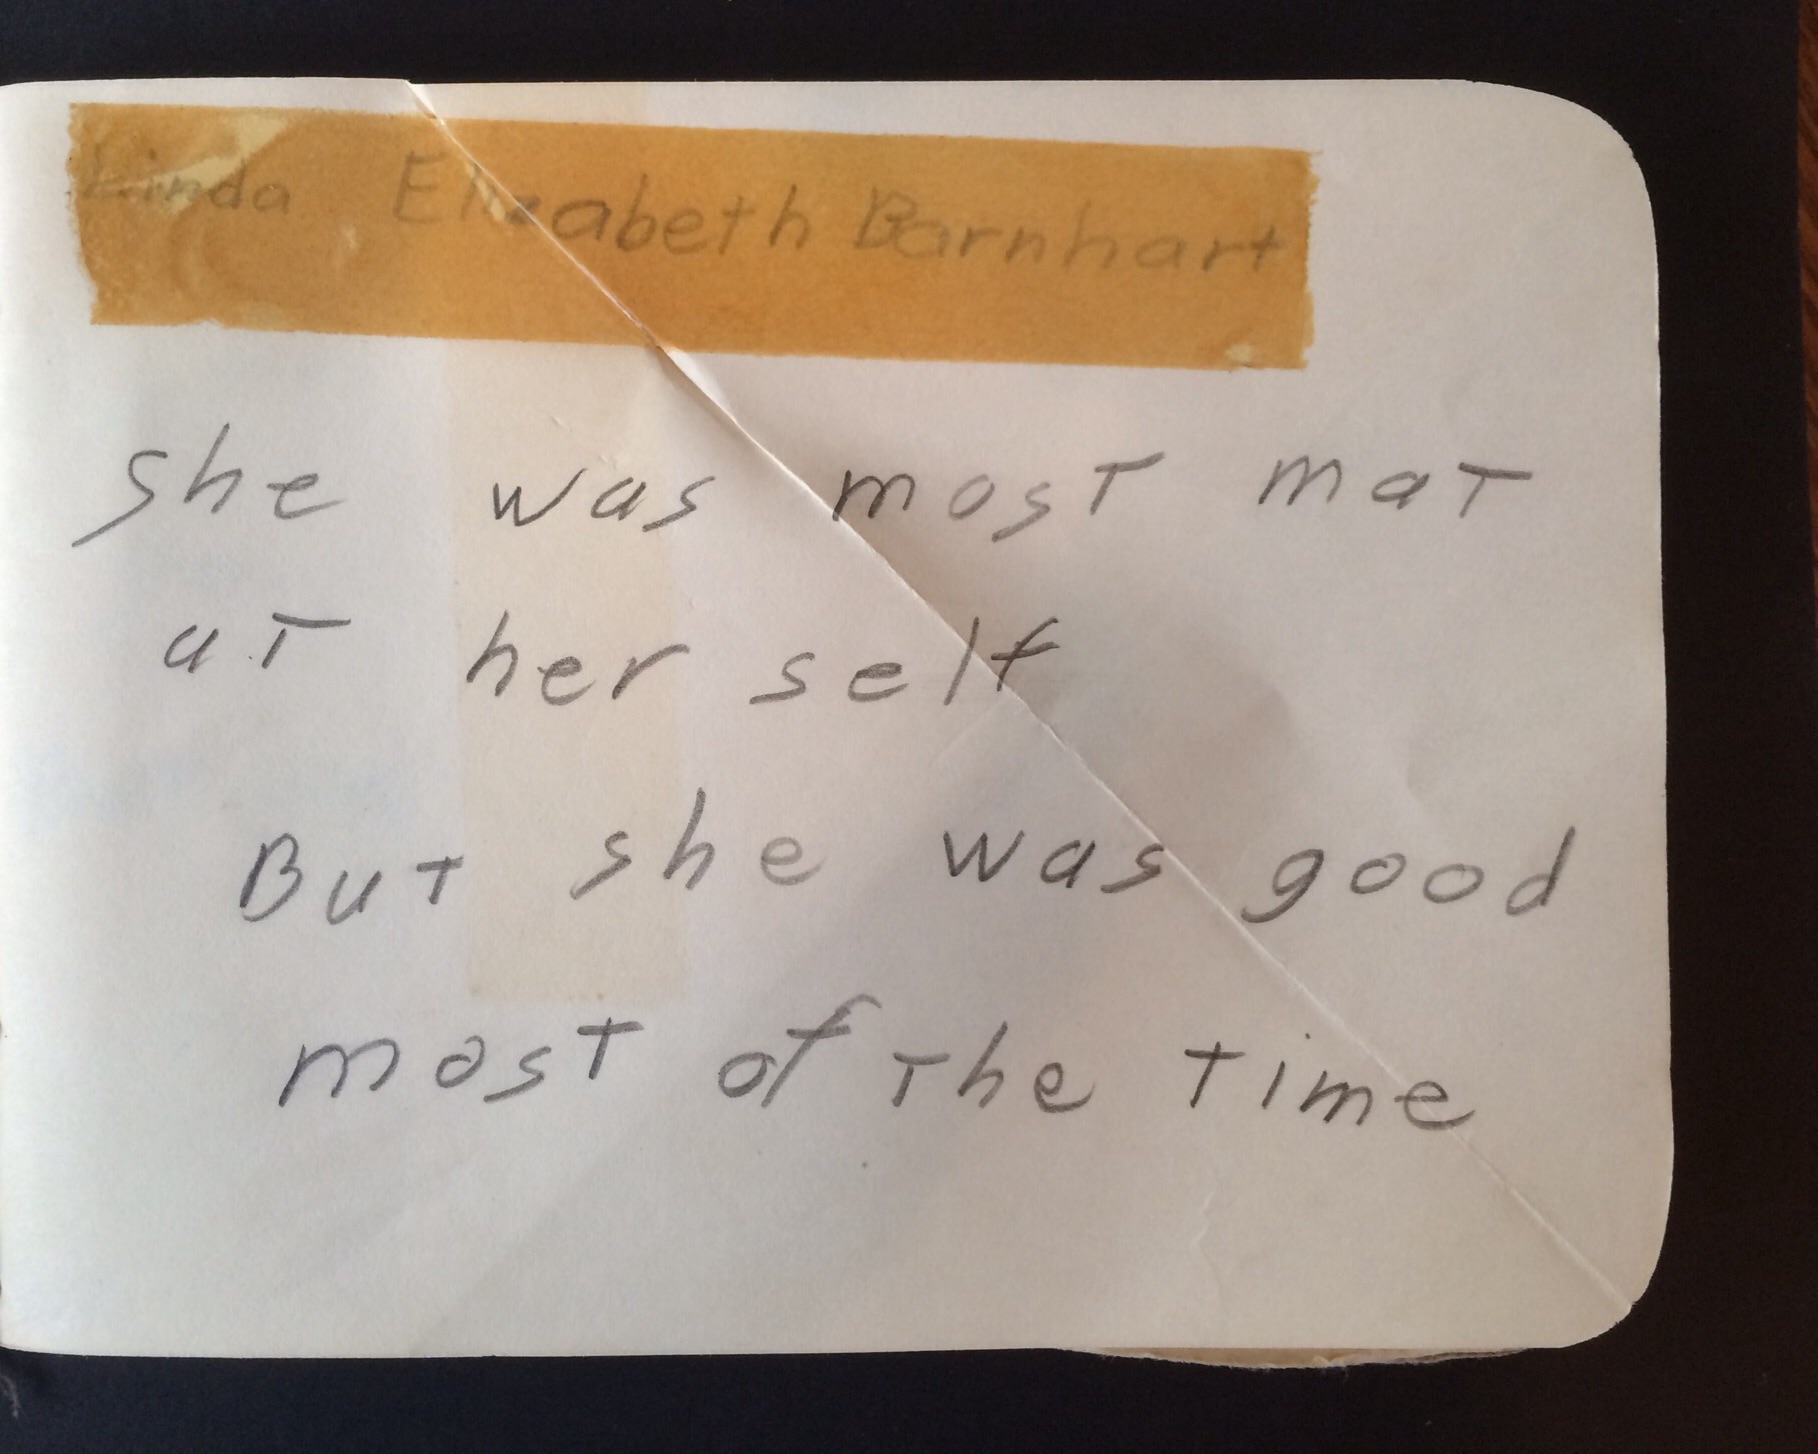 Linda Elizabeth Barnhart
she was most mat
at her self
But she was good
most of the time